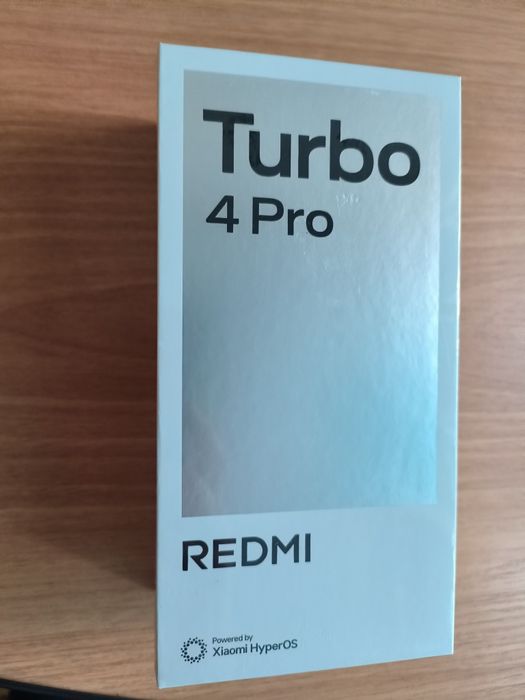 Turbo
4 Pro
REDMI
Powered by
Xiaomi HyperOS